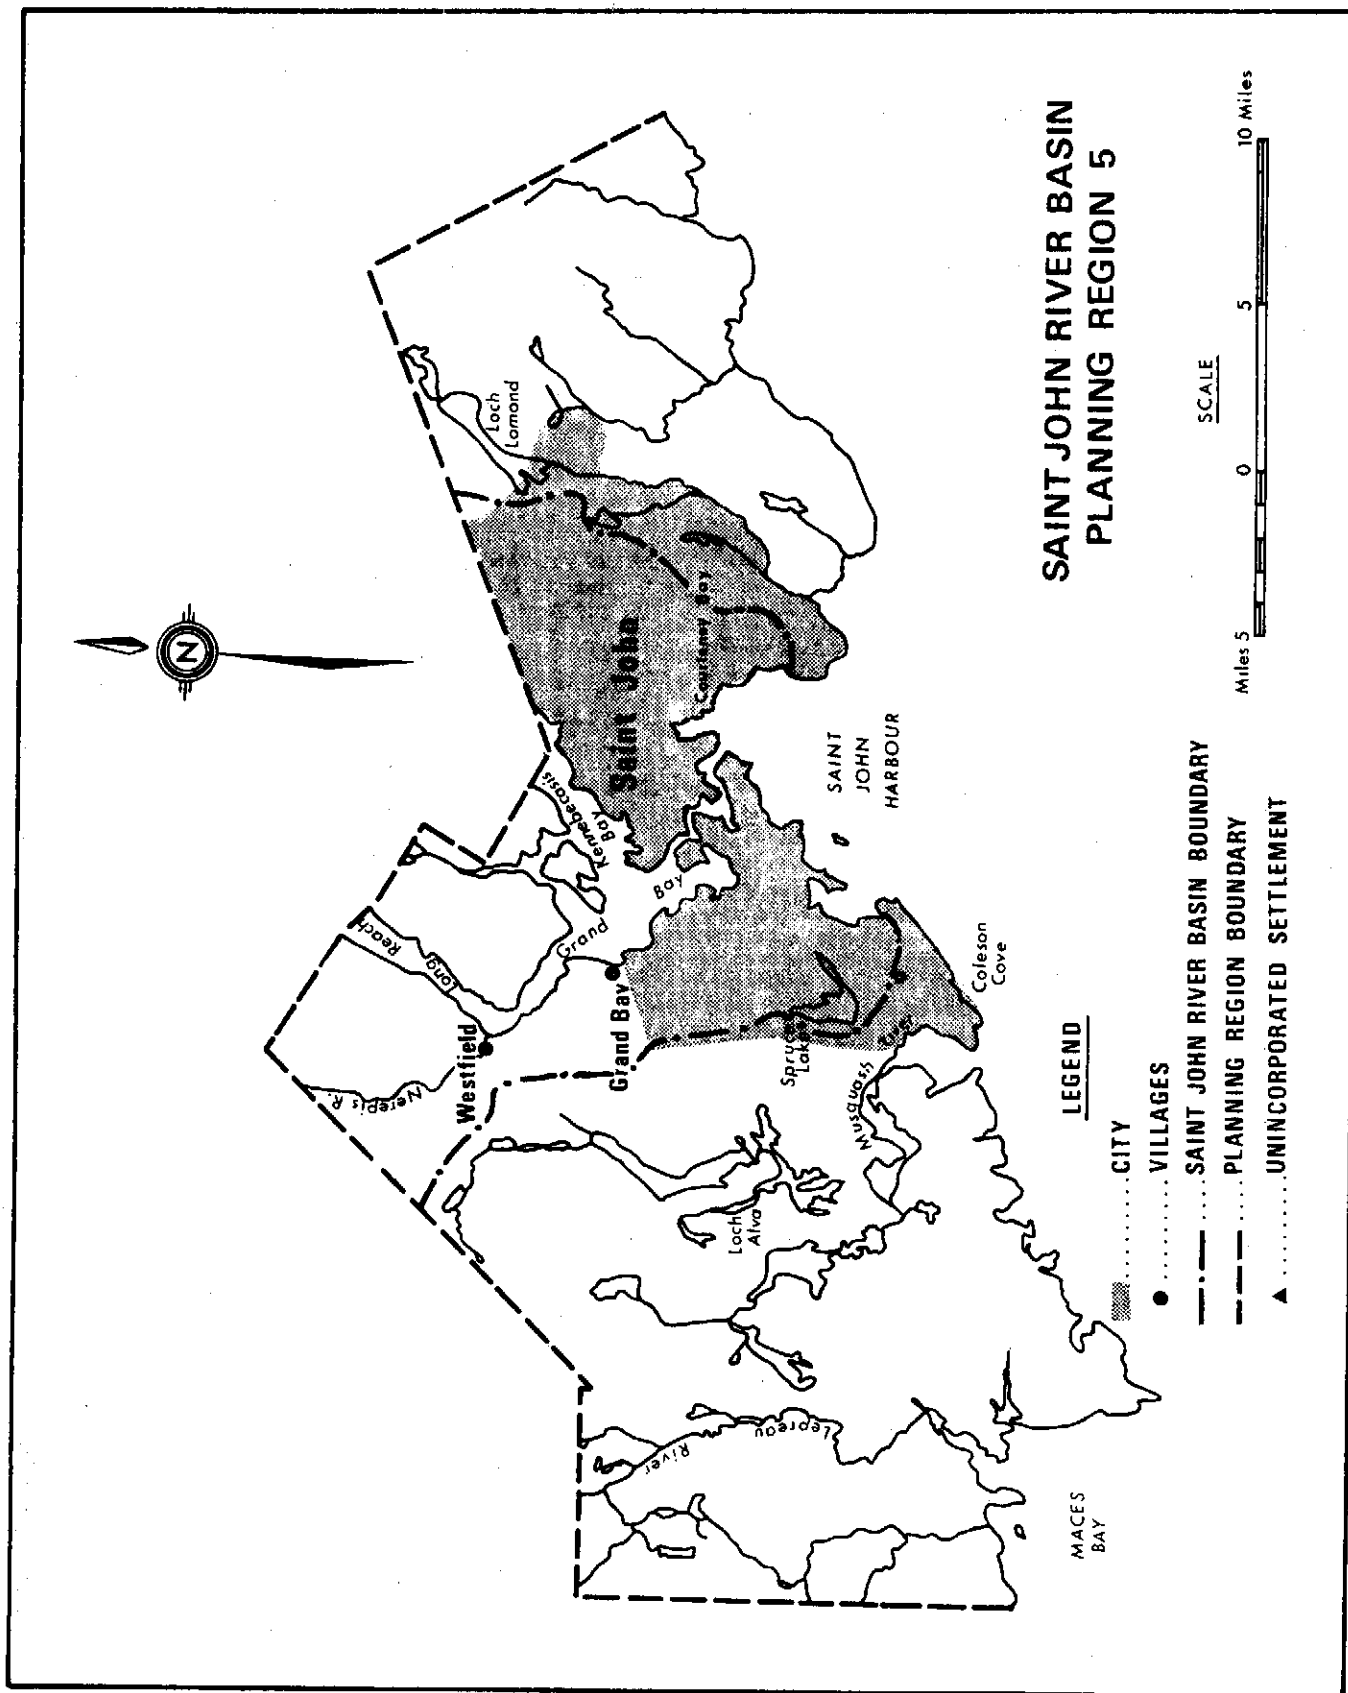 N
Loch
Lomond
Saint John
Courtenay Bay
Kennebecasis
Bay
Reach
Long
Grand
Bay
Nerepis R.
Westfield
Grand Bay
SAINT
JOHN
HARBOUR
Spruce
Lakes
Musquash River
Coleson
Cove
Loch
Alva
River
Lepreau
MACES
BAY
SAINT JOHN RIVER BASIN
PLANNING REGION 5
SCALE
Miles 5 0 5 10 Miles
LEGEND
..........CITY
..........VILLAGES
....SAINT JOHN RIVER BASIN BOUNDARY
....PLANNING REGION BOUNDARY
..........UNINCORPORATED SETTLEMENT